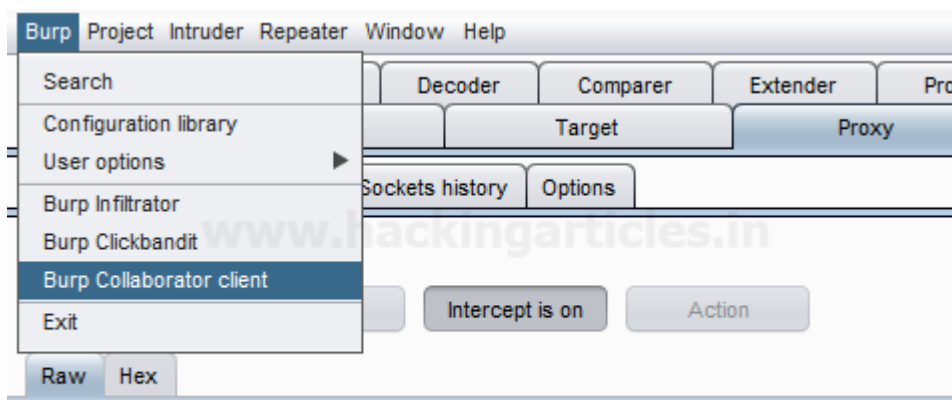 Burp Project Intruder Repeater Window Help
Search
Decoder Comparer Extender
Configuration library
Target Proxy
User options
Burp Infiltrator
Sockets history Options
Burp Clickbandit
www.hackingarticles.in
Burp Collaborator client
Exit
Intercept is on Action
Raw Hex